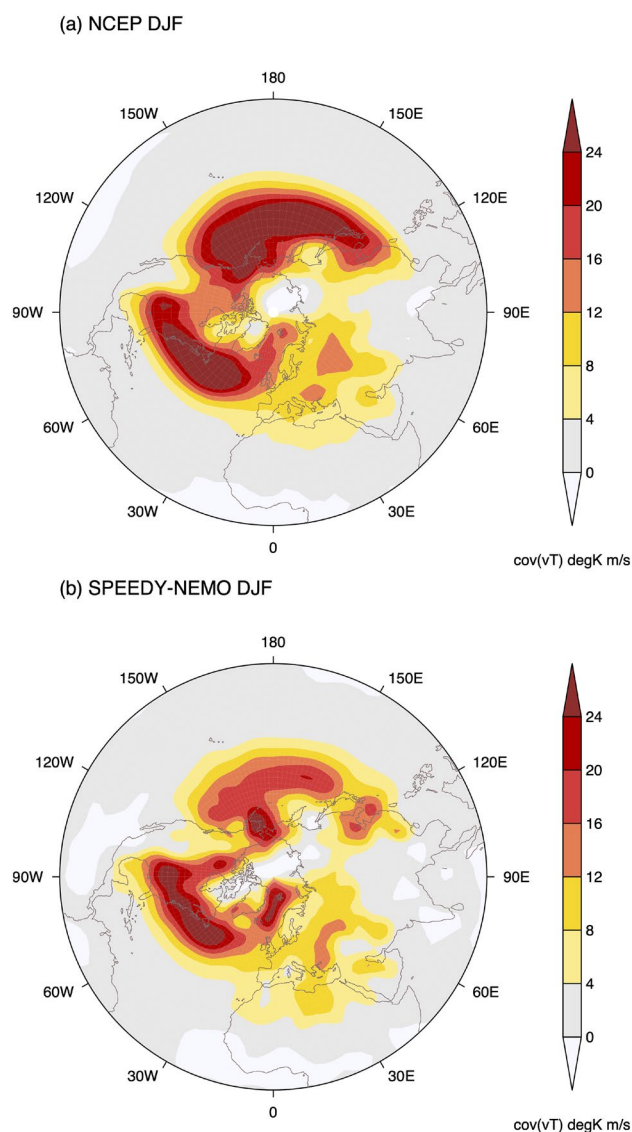 (a) NCEP DJF
180
150W
150E
120W
120E
90W
90E
60W
60E
30W
30E
0
24
20
16
12
8
4
0
cov(vT) degK m/s
(b) SPEEDY-NEMO DJF
180
150W
150E
120W
120E
90W
90E
60W
60E
30W
30E
0
24
20
16
12
8
4
0
cov(vT) degK m/s